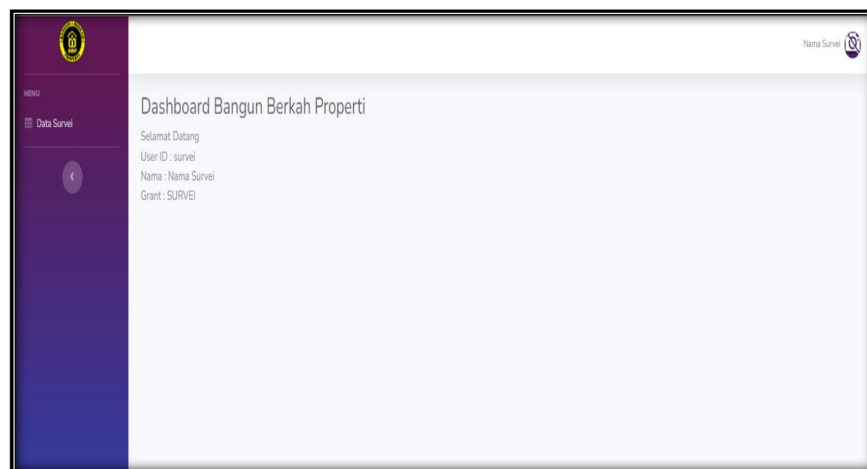 Nama Survei
MENU
Data Survei
Dashboard Bangun Berkah Properti
Selamat Datang
User ID : survei
Nama : Nama Survei
Grant : SURVEI